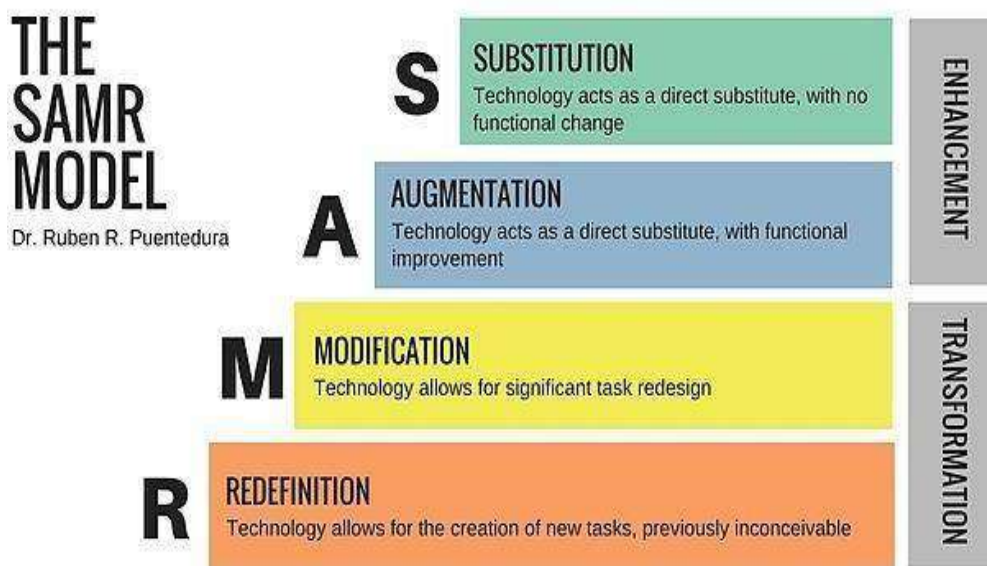 THE
SAMR
MODEL
Dr. Ruben R. Puentedura
S
SUBSTITUTION
Technology acts as a direct substitute, with no
functional change
A
AUGMENTATION
Technology acts as a direct substitute, with functional
improvement
ENHANCEMENT
M
MODIFICATION
Technology allows for significant task redesign
R
REDEFINITION
Technology allows for the creation of new tasks, previously inconceivable
TRANSFORMATION